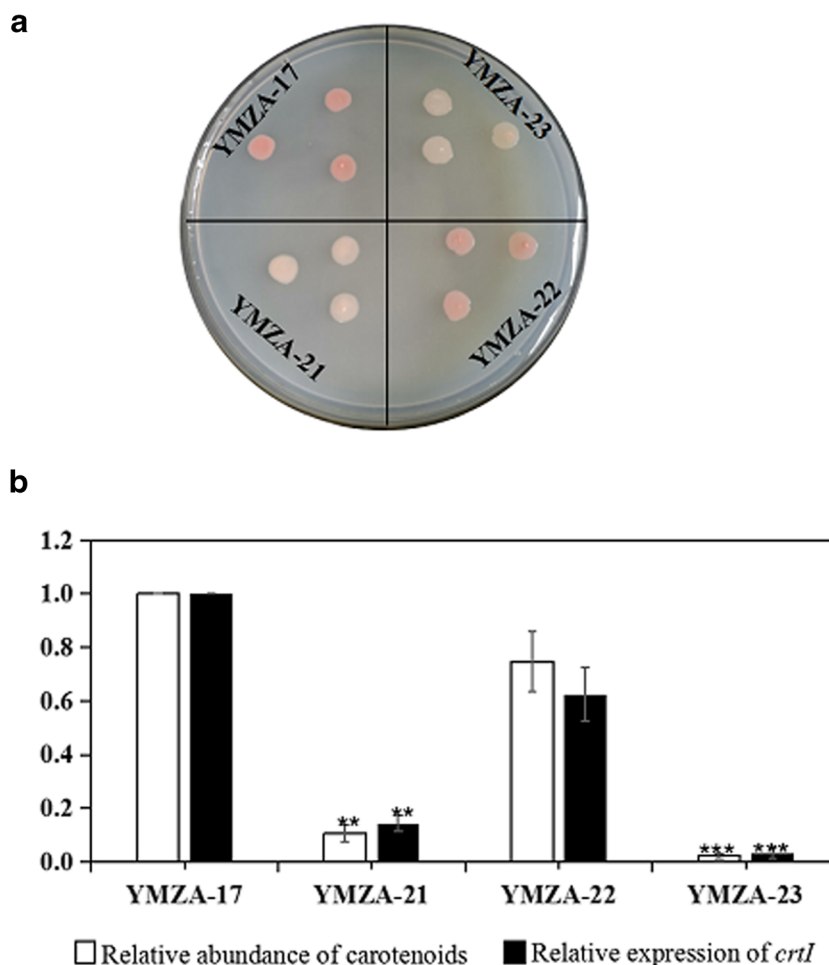 a
YMZA-17
YMZA-23
YMZA-21
YMZA-22
b
1.2
1.0
0.8
0.6
0.4
0.2
0.0
** **
*** ***
YMZA-17 YMZA-21 YMZA-22 YMZA-23
Relative abundance of carotenoids Relative expression of crtI